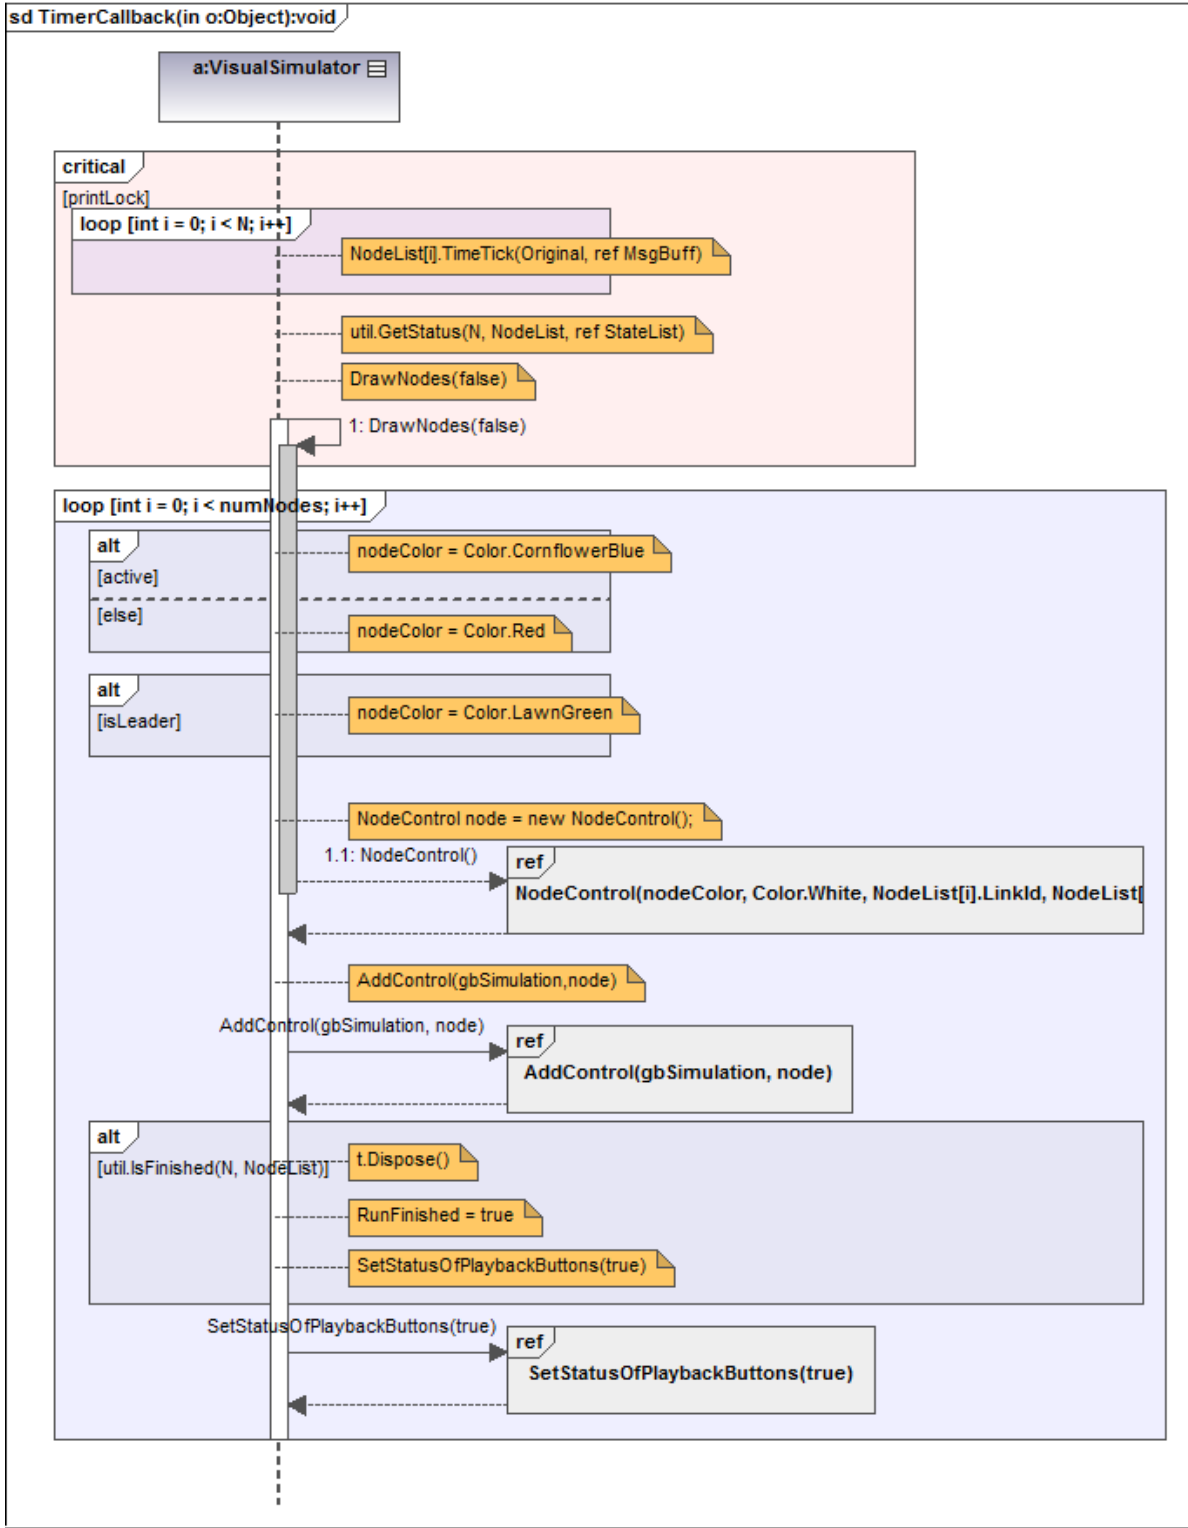 sd TimerCallback(in o:Object):void
a:VisualSimulator
critical
[printLock]
loop [int i = 0; i < N; i++]
NodeList[i].TimeTick(Original, ref MsgBuff)
util.GetStatus(N, NodeList, ref StateList)
DrawNodes(false)
1: DrawNodes(false)
loop [int i = 0; i < numNodes; i++]
alt
nodeColor = Color.CornflowerBlue
[active]
[else]
nodeColor = Color.Red
alt
nodeColor = Color.LawnGreen
[isLeader]
NodeControl node = new NodeControl();
1.1: NodeControl()
ref
NodeControl(nodeColor, Color.White, NodeList[i].LinkId, NodeList[
AddControl(gbSimulation,node)
AddControl(gbSimulation, node)
ref
AddControl(gbSimulation, node)
alt
t.Dispose()
[util.IsFinished(N, NodeList)]
RunFinished = true
SetStatusOfPlaybackButtons(true)
SetStatusOfPlaybackButtons(true)
ref
SetStatusOfPlaybackButtons(true)